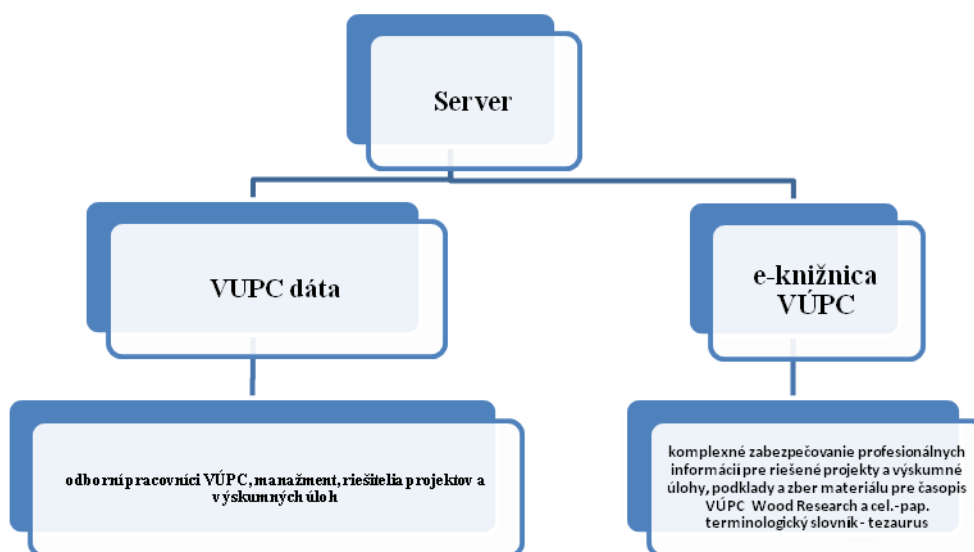 Server
VUPC dáta
e-knižnica
VÚPC
odborní pracovníci VÚPC, manažment, riešitelia projektov a
výskumných úloh
komplexné zabezpečovanie profesionálnych
informácií pre riešené projekty a výskumné
úlohy, podklady a zber materiálu pre časopis
VÚPC Wood Research a cel.-pap.
terminologický slovník - tezaurus